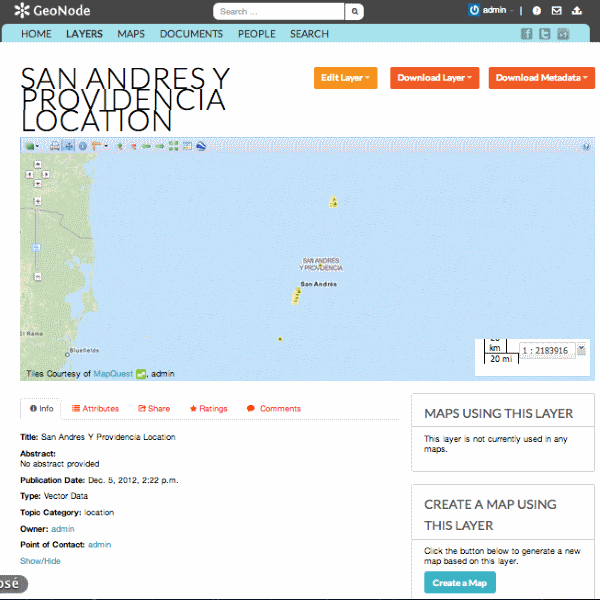 GeoNode
Search ...
admin
HOME LAYERS MAPS DOCUMENTS PEOPLE SEARCH
SAN ANDRES Y
PROVIDENCIA
LOCATION
Edit Layer
Download Layer
Download Metadata
SAN ANDRÉS
Y PROVIDENCIA
San Andrés
El Rama
Bluefields
km
20 mi
1 : 2183916
Tiles Courtesy of MapQuest , admin
Info Attributes Share Ratings Comments
Title: San Andres Y Providencia Location
Abstract:
No abstract provided
Publication Date: Dec. 5, 2012, 2:22 p.m.
Type: Vector Data
Topic Category: location
Owner: admin
Point of Contact: admin
Show/Hide
MAPS USING THIS LAYER
This layer is not currently used in any
maps.
CREATE A MAP USING
THIS LAYER
Click the button below to generate a new
map based on this layer.
Create a Map
osé